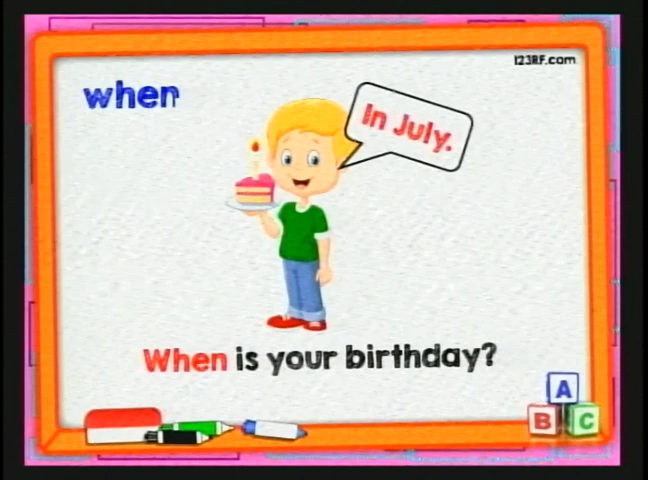 123RF.com
when
In July.
When is your birthday?
A
B C